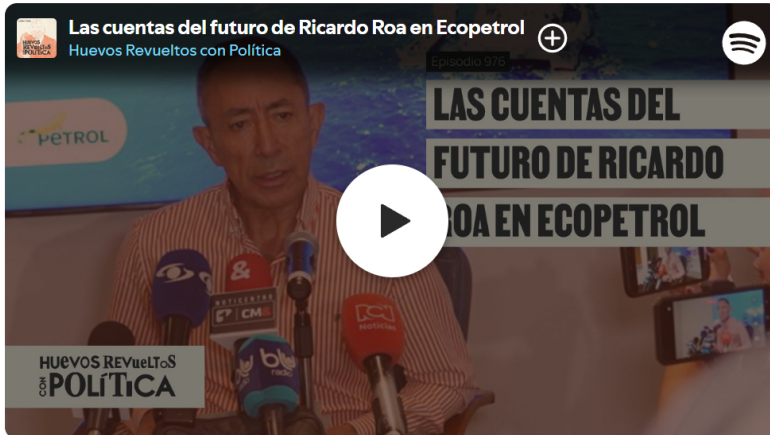 Las cuentas del futuro de Ricardo Roa en Ecopetrol
Huevos Revueltos con Política
Episodio 976
LAS CUENTAS DEL
FUTURO DE RICARDO
ROA EN ECOPETROL
PETROL
NOTICENTRO
CM&
blu
radio
RCN
Noticias
HUEVOS REVUELTOS
CON POLÍTICA